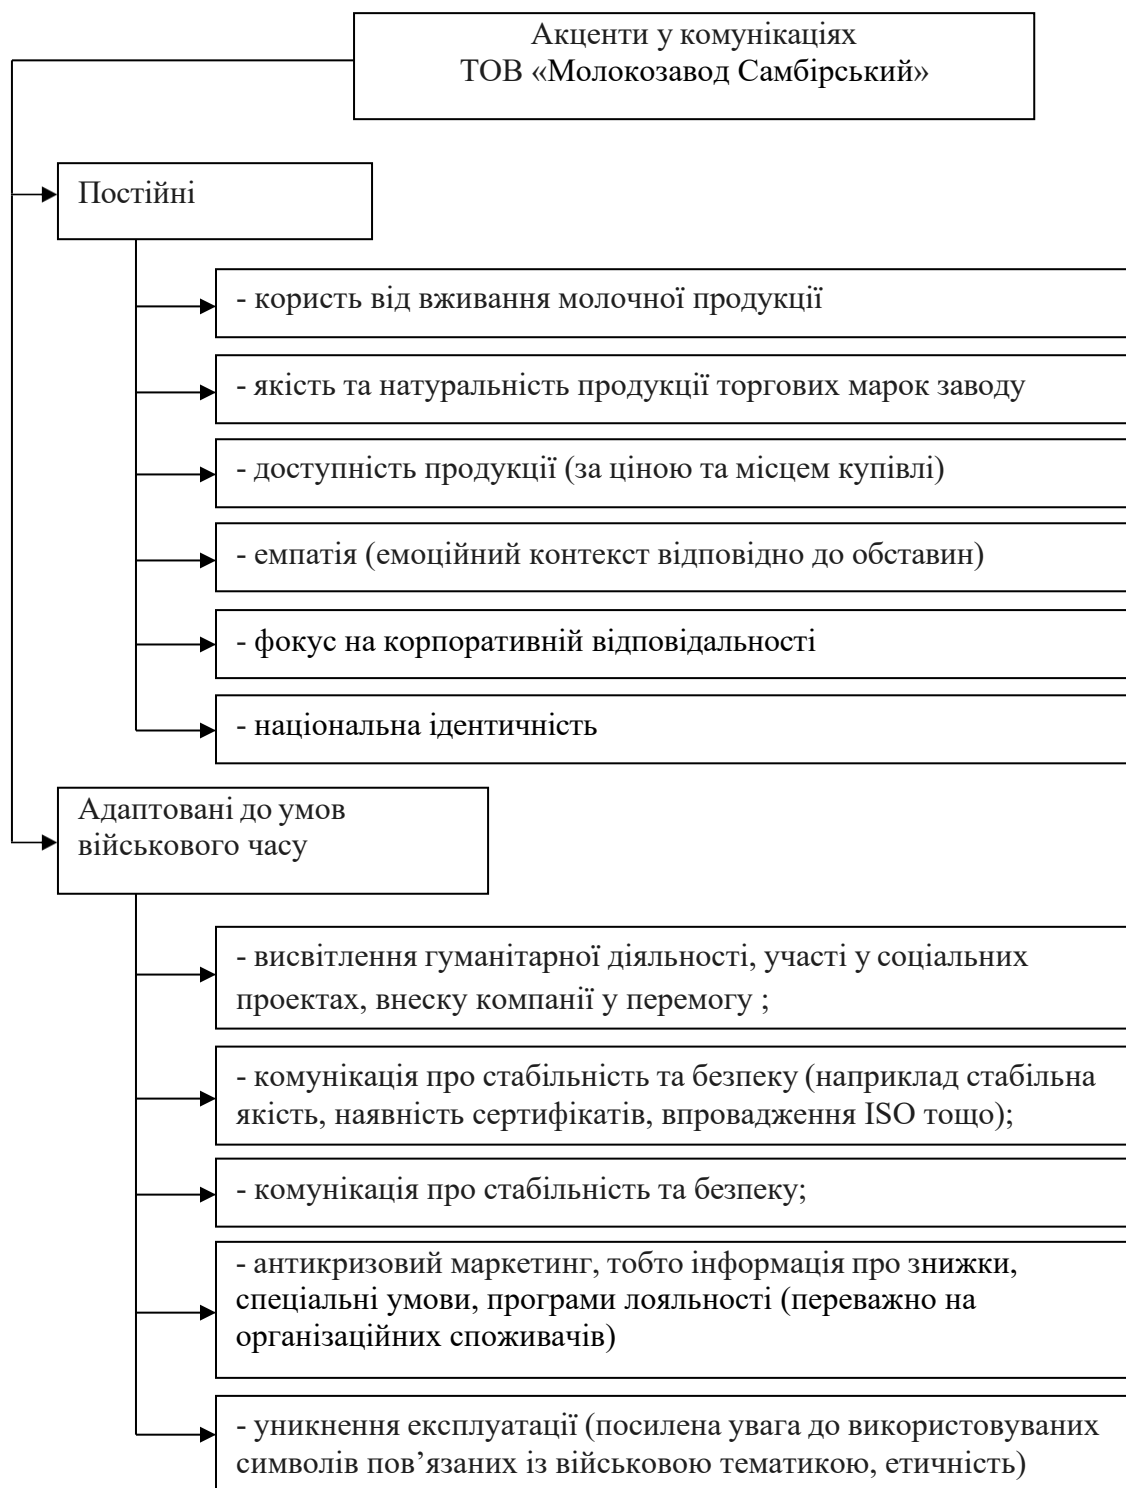 Акценти у комунікаціях
ТОВ «Молокозавод Самбірський»
Постійні
- користь від вживання молочної продукції
- якість та натуральність продукції торгових марок заводу
- доступність продукції (за ціною та місцем купівлі)
- емпатія (емоційний контекст відповідно до обставин)
- фокус на корпоративній відповідальності
- національна ідентичність
Адаптовані до умов
військового часу
- висвітлення гуманітарної діяльності, участі у соціальних
проектах, внеску компанії у перемогу ;
- комунікація про стабільність та безпеку (наприклад стабільна
якість, наявність сертифікатів, впровадження ISO тощо);
- комунікація про стабільність та безпеку;
- антикризовий маркетинг, тобто інформація про знижки,
спеціальні умови, програми лояльності (переважно на
організаційних споживачів)
- уникнення експлуатації (посилена увага до використовуваних
символів пов’язаних із військовою тематикою, етичність)